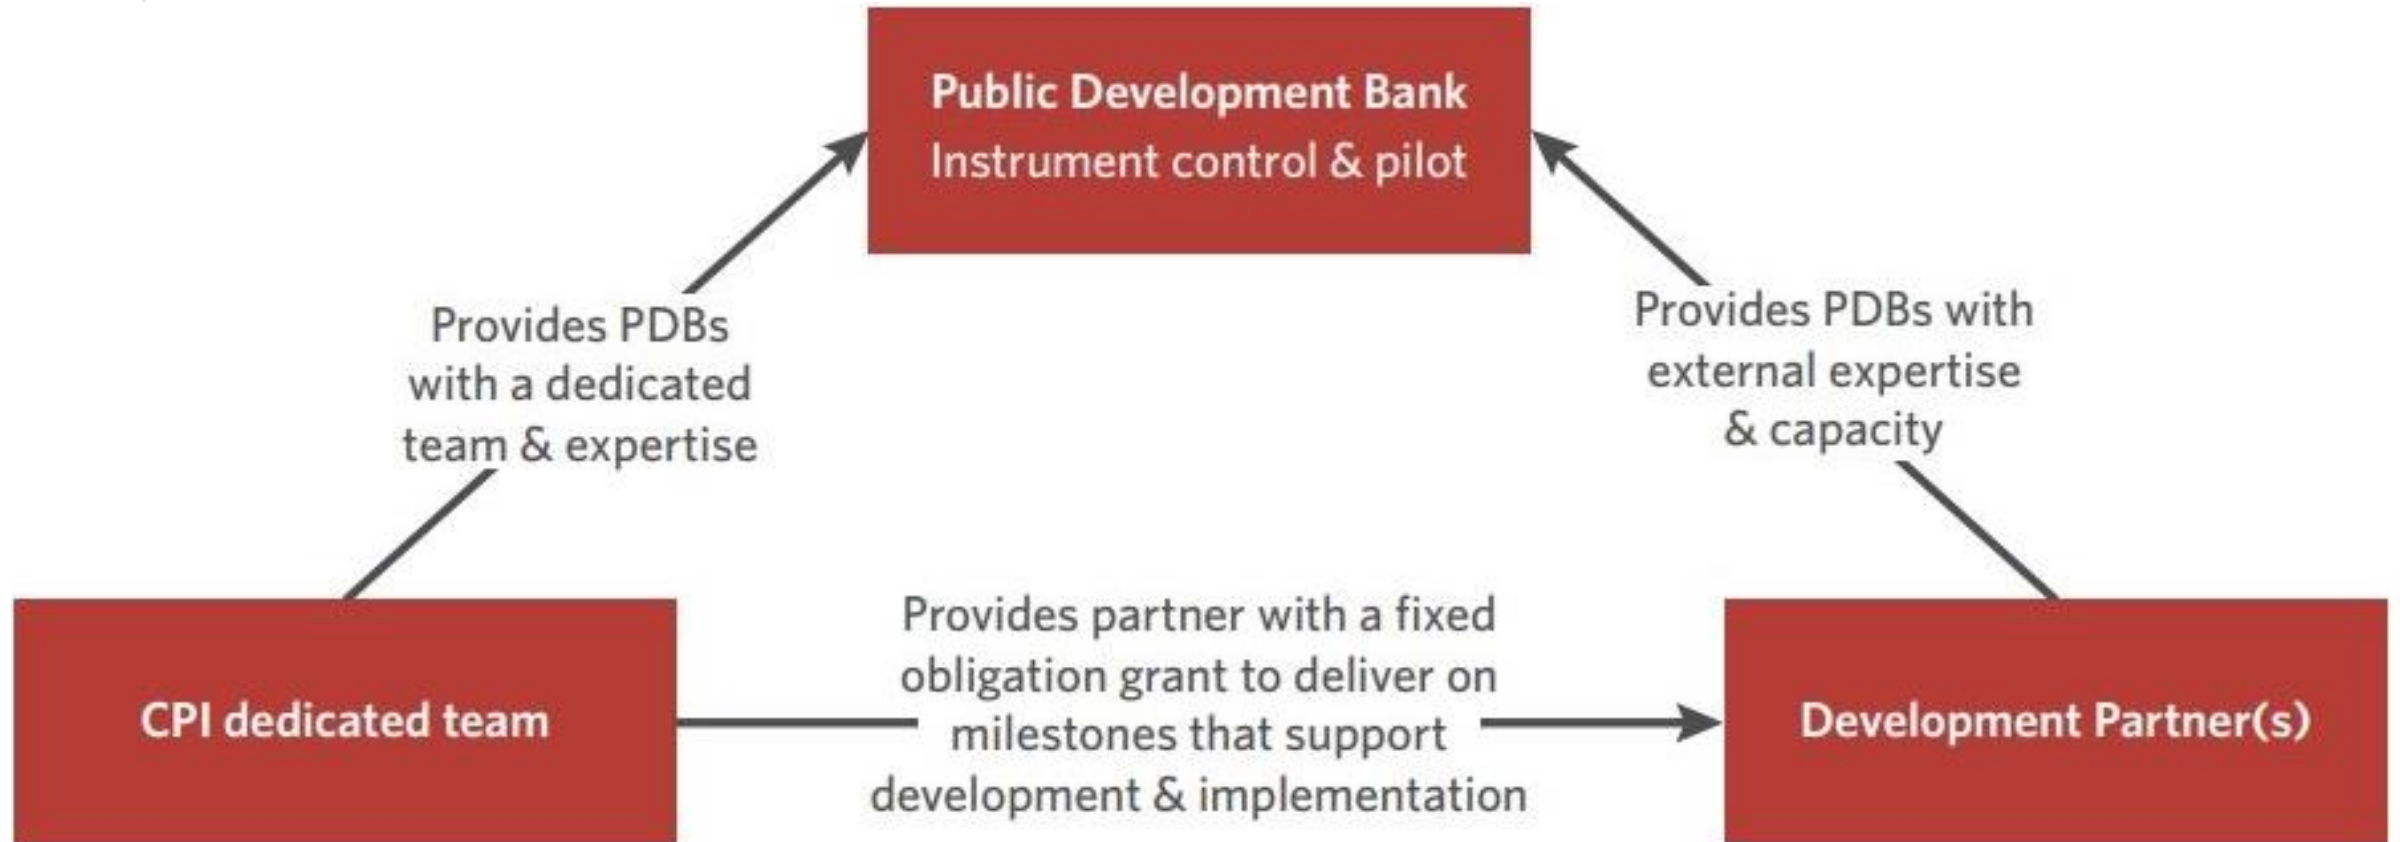 Public Development Bank
Instrument control & pilot
Provides PDBs
with a dedicated
team & expertise
Provides PDBs with
external expertise
& capacity
CPI dedicated team
Provides partner with a fixed
obligation grant to deliver on
milestones that support
development & implementation
Development Partner(s)